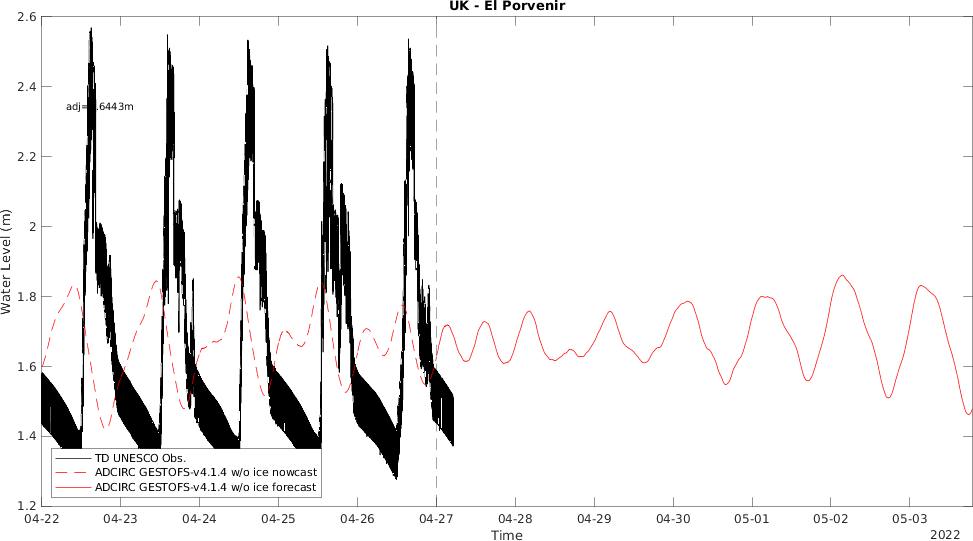 UK - El Porvenir
2.6
2.4
2.2
2
1.8
1.6
1.4
1.2
Water Level (m)
adj= .6443m
TD UNESCO Obs.
ADCIRC GESTOFS-v4.1.4 w/o ice nowcast
ADCIRC GESTOFS-v4.1.4 w/o ice forecast
04-22 04-23 04-24 04-25 04-26 04-27 04-28 04-29 04-30 05-01 05-02 05-03
Time
2022